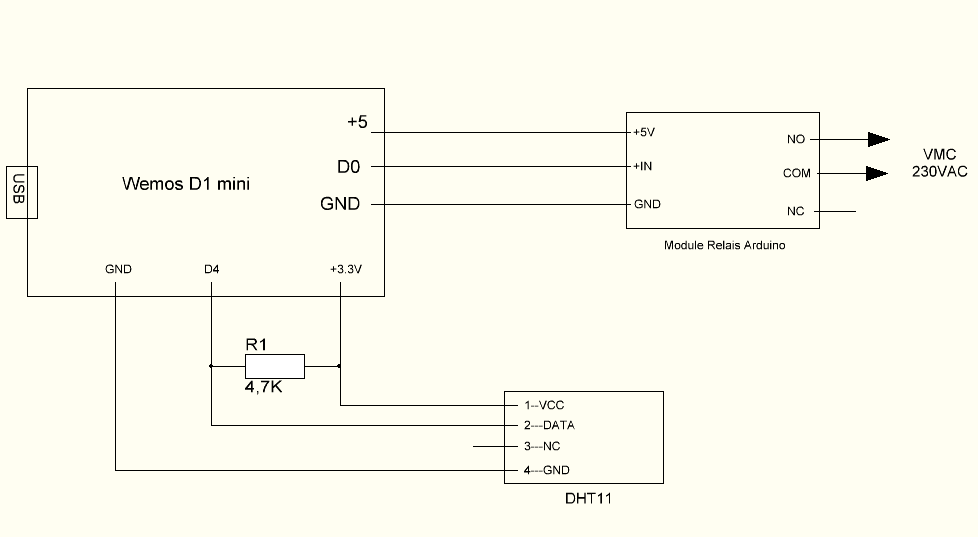 +5
+5V
NO
VMC
230VAC
D0
+IN
COM
USB
Wemos D1 mini
GND
GND
NC
Module Relais Arduino
GND
D4
+3.3V
R1
4,7K
1--VCC
2---DATA
3---NC
4---GND
DHT11